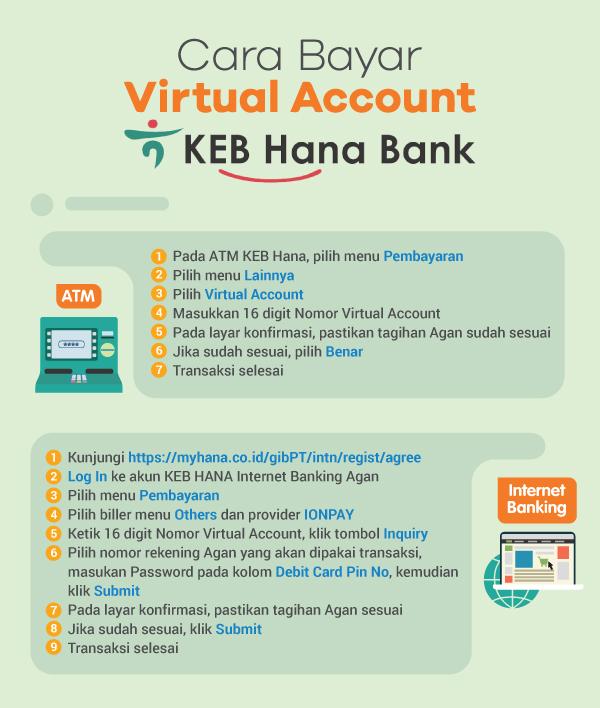 Cara Bayar
Virtual Account
KEB Hana Bank
ATM
1 Pada ATM KEB Hana, pilih menu Pembayaran
2 Pilih menu Lainnya
3 Pilih Virtual Account
4 Masukkan 16 digit Nomor Virtual Account
5 Pada layar konfirmasi, pastikan tagihan Agan sudah sesuai
6 Jika sudah sesuai, pilih Benar
7 Transaksi selesai
Internet
Banking
1 Kunjungi https://myhana.co.id/gibPT/intn/regist/agree
2 Log In ke akun KEB HANA Internet Banking Agan
3 Pilih menu Pembayaran
4 Pilih biller menu Others dan provider IONPAY
5 Ketik 16 digit Nomor Virtual Account, klik tombol Inquiry
6 Pilih nomor rekening Agan yang akan dipakai transaksi,
masukan Password pada kolom Debit Card Pin No, kemudian
klik Submit
7 Pada layar konfirmasi, pastikan tagihan Agan sesuai
8 Jika sudah sesuai, klik Submit
9 Transaksi selesai